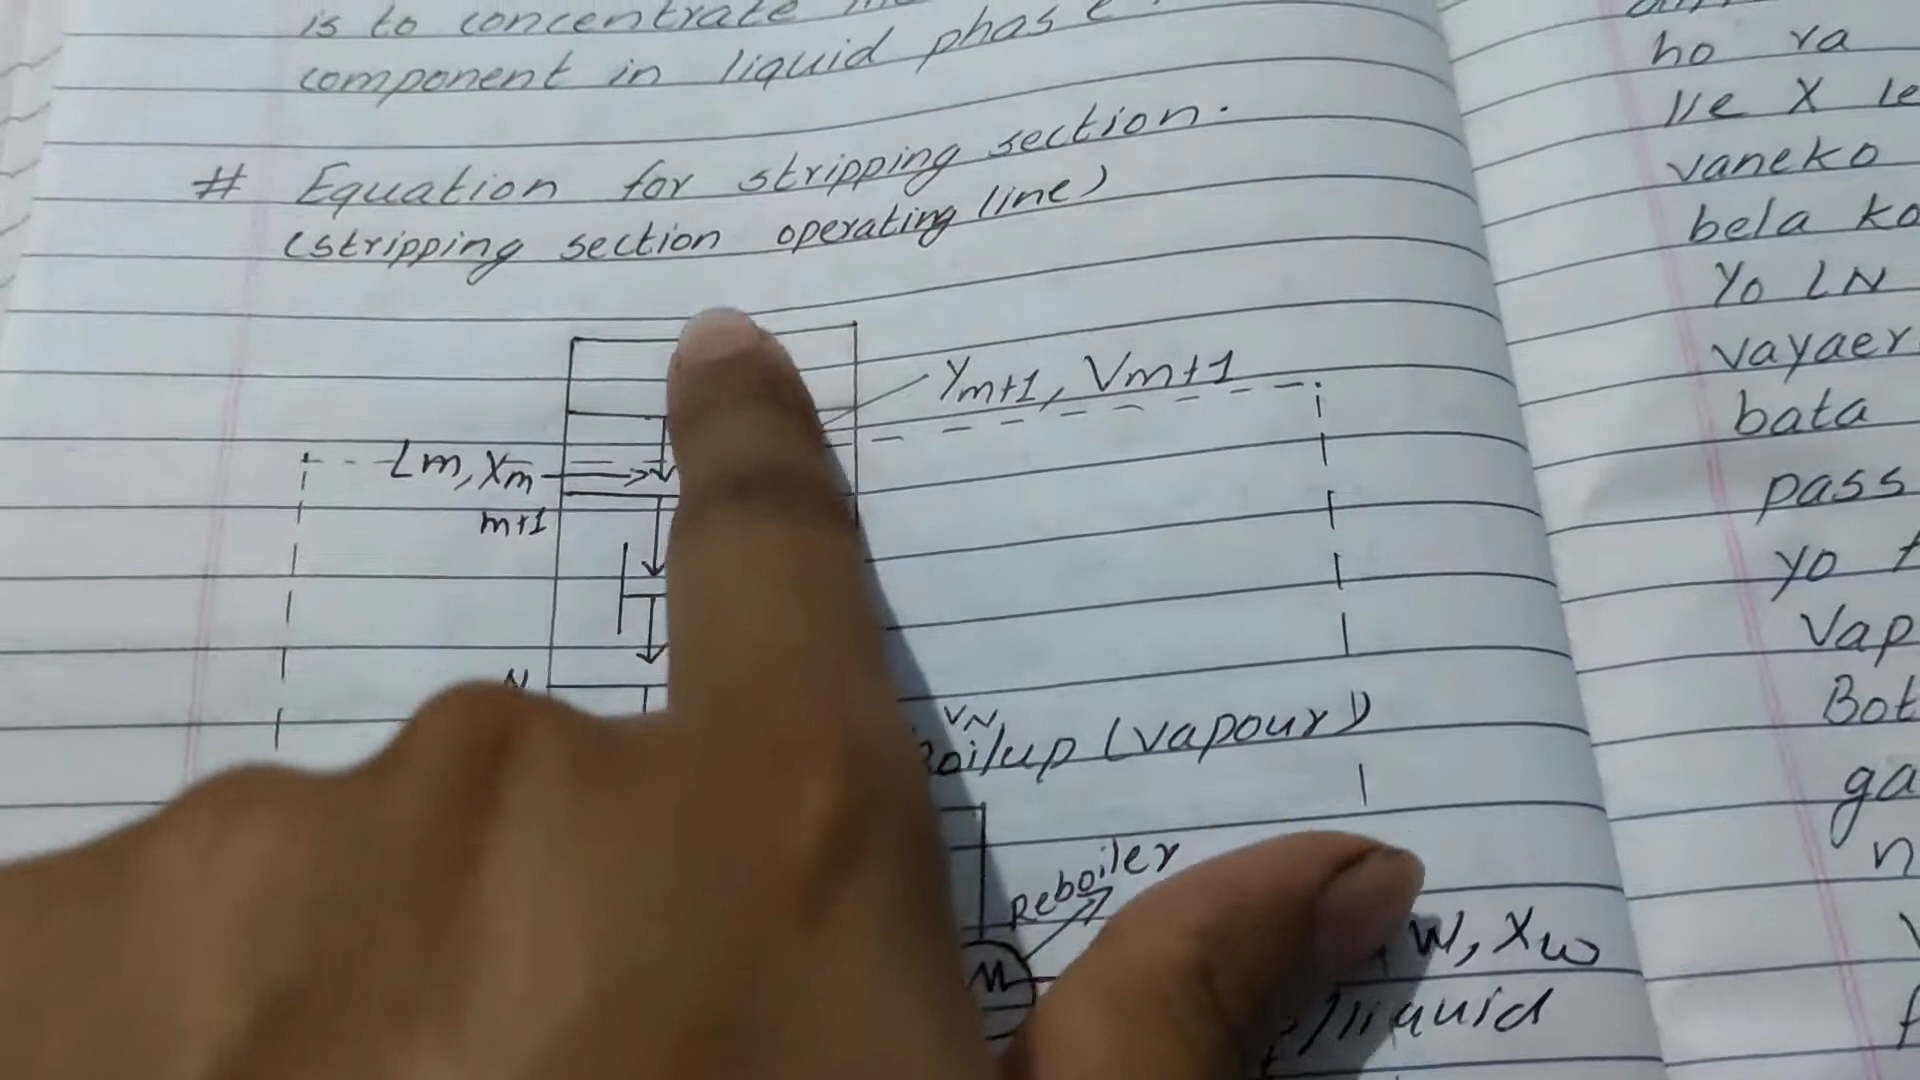 is to concentrate
component in liquid phase
# Equation for stripping section.
(stripping section operating line)
Ym+1, Vm+1
Lm, Xm
m+1
N
VN
Boilup (vapour)
Reboiler
W, Xw
liquid
ho ra
lle X le
vaneko
bela ko
Yo LN
vayaer
bata
pass
yo
Vap
Bot
ga
n